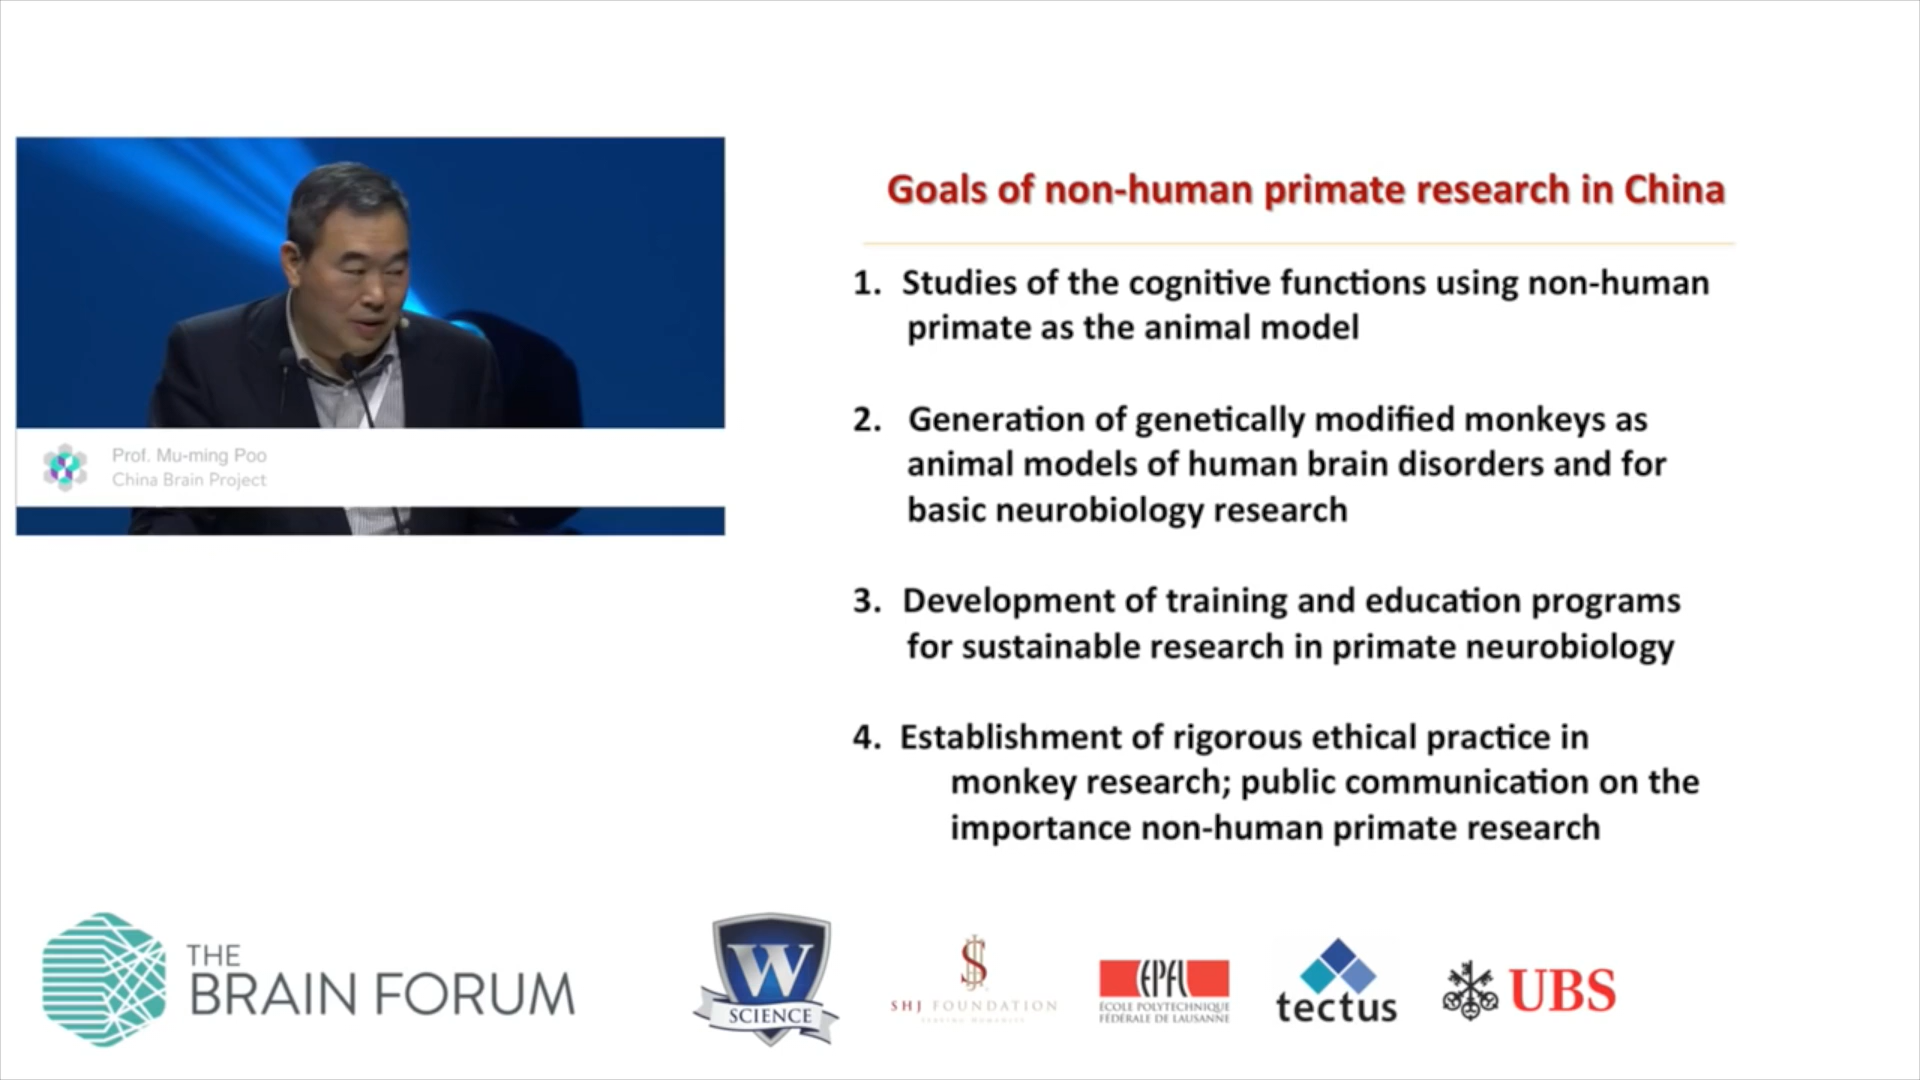 Prof. Mu-ming Poo
China Brain Project
Goals of non-human primate research in China
1. Studies of the cognitive functions using non-human
primate as the animal model
2. Generation of genetically modified monkeys as
animal models of human brain disorders and for
basic neurobiology research
3. Development of training and education programs
for sustainable research in primate neurobiology
4. Establishment of rigorous ethical practice in
monkey research; public communication on the
importance non-human primate research
THE
BRAIN FORUM
W
SCIENCE
SHJ FOUNDATION
SERVING HUMANITY
EPFL
ÉCOLE POLYTECHNIQUE
FÉDÉRALE DE LAUSANNE
tectus
UBS